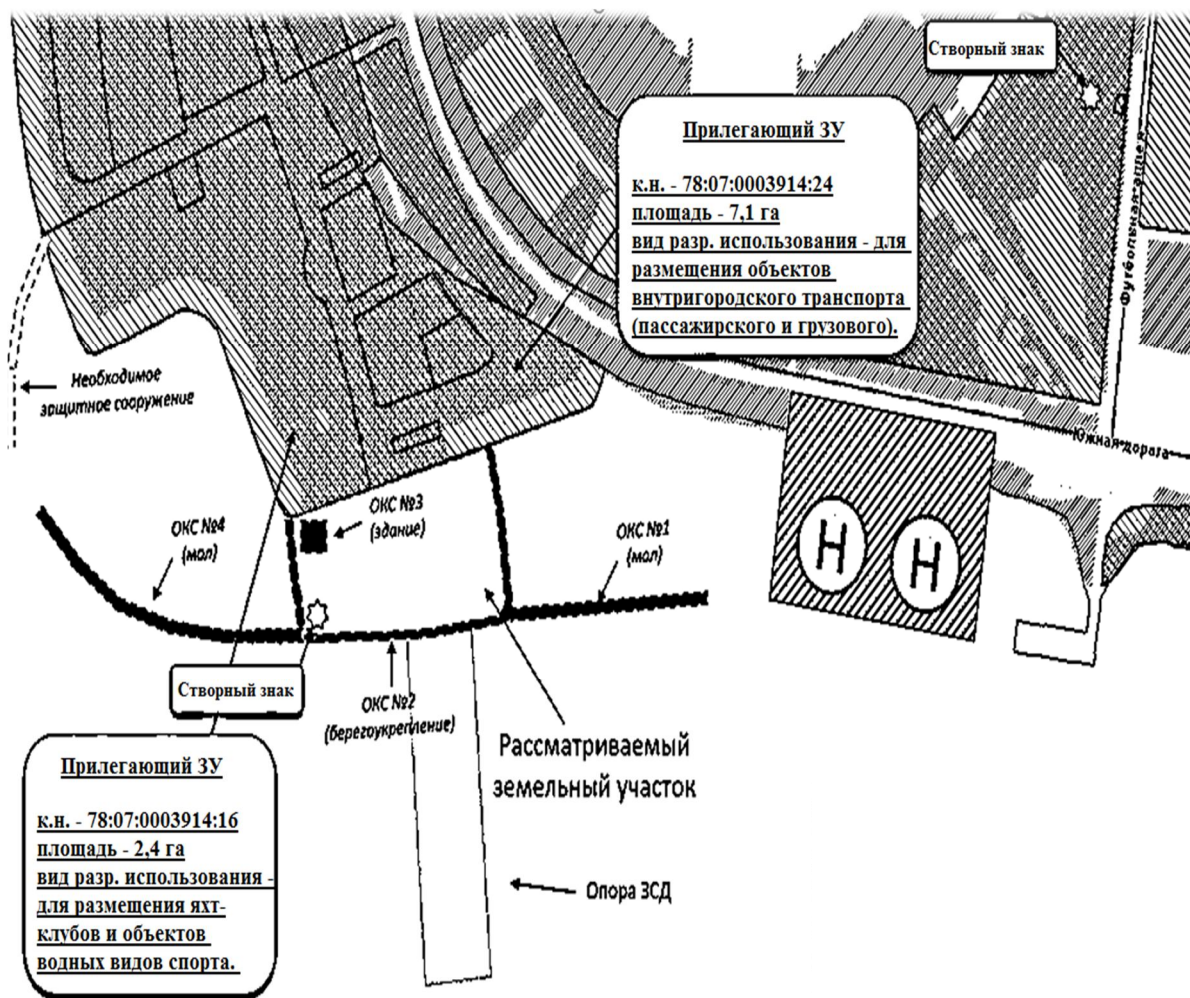 Створный знак
Прилегающий ЗУ
к.н. - 78:07:0003914:24
площадь - 7,1 га
вид разр. использования - для
размещения объектов
внутригородского транспорта
(пассажирского и грузового).
Футбольная аллея
Южная дорога
Необходимое
защитное сооружение
ОКС №4
(мол)
ОКС №3
(здание)
ОКС №1
(мол)
Н Н
Створный знак
ОКС №2
(берегоукрепление)
Рассматриваемый
земельный участок
Прилегающий ЗУ
к.н. - 78:07:0003914:16
площадь - 2,4 га
вид разр. использования -
для размещения яхт-
клубов и объектов
водных видов спорта.
Опора ЗСД